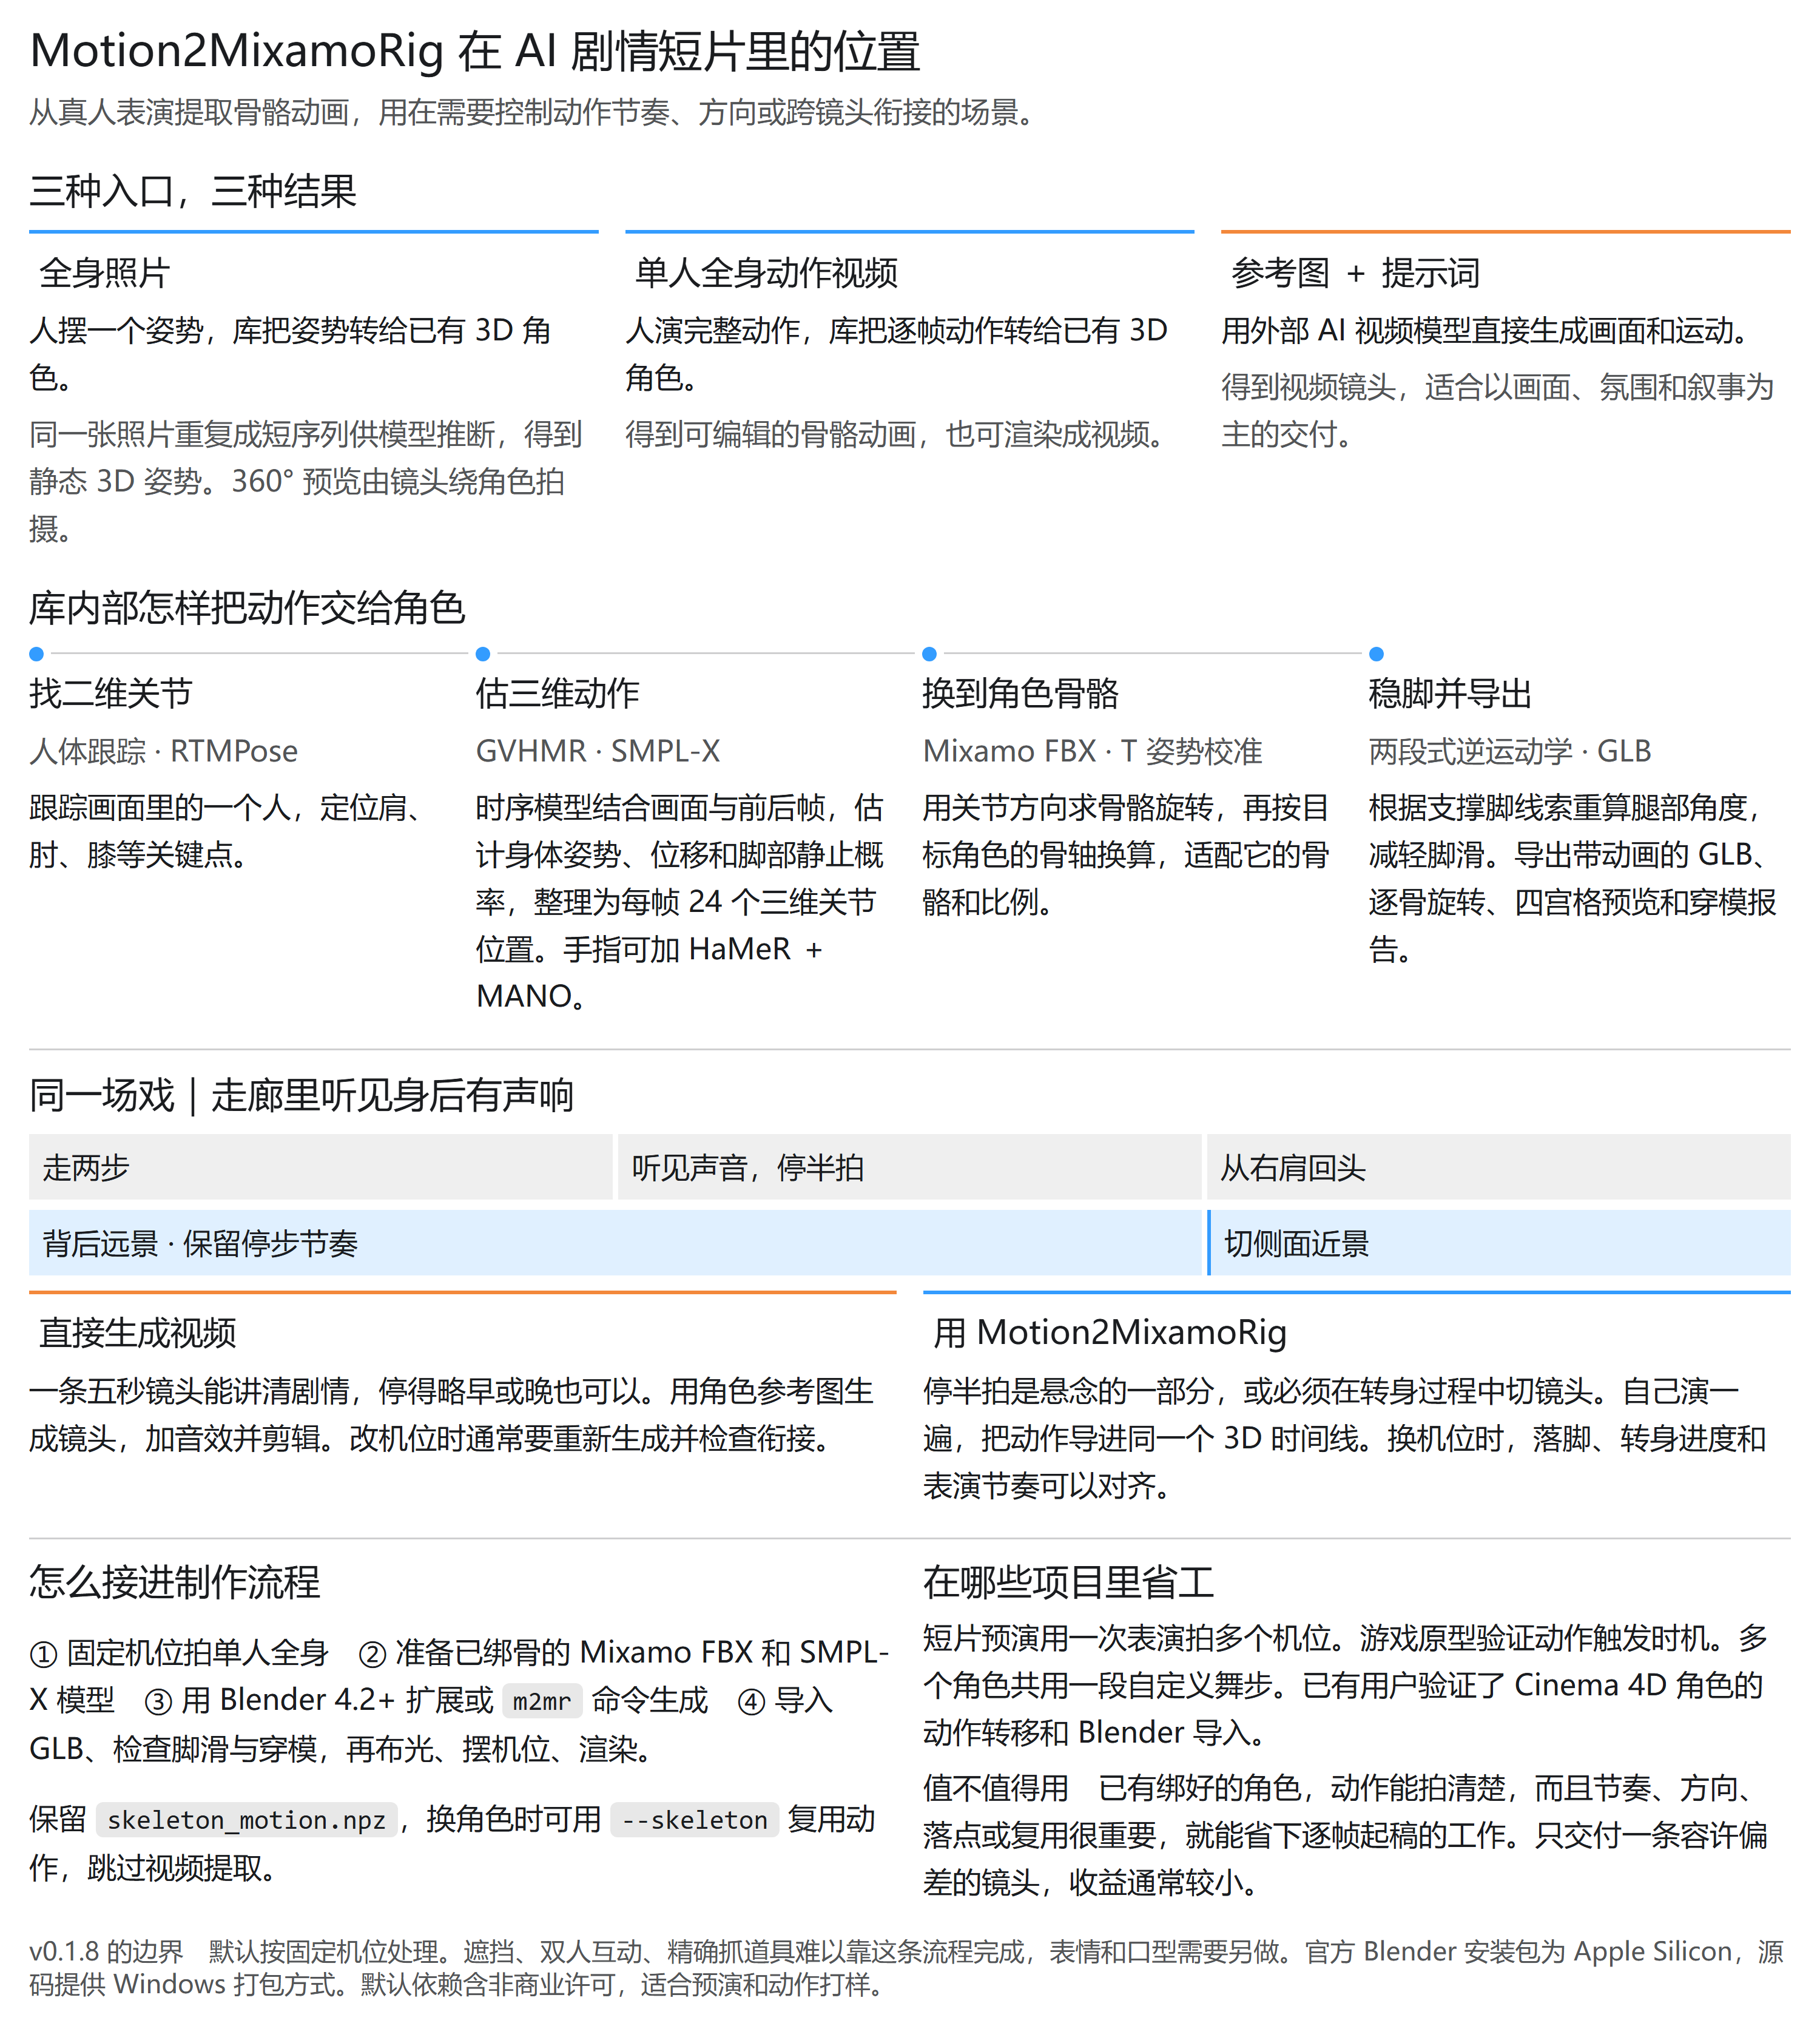 Motion2MixamoRig 在 AI 剧情短片里的位置
从真人表演提取骨骼动画，用在需要控制动作节奏、方向或跨镜头衔接的场景。
三种入口，三种结果
全身照片
人摆一个姿势，库把姿势转给已有 3D 角
色。
同一张照片重复成短序列供模型推断，得到
静态 3D 姿势。360° 预览由镜头绕角色拍
摄。
单人全身动作视频
人演完整动作，库把逐帧动作转给已有 3D
角色。
得到可编辑的骨骼动画，也可渲染成视频。
参考图 + 提示词
用外部 AI 视频模型直接生成画面和运动。
得到视频镜头，适合以画面、氛围和叙事为
主的交付。
库内部怎样把动作交给角色
找二维关节
人体跟踪 · RTMPose
跟踪画面里的一个人，定位肩、
肘、膝等关键点。
估三维动作
GVHMR · SMPL-X
时序模型结合画面与前后帧，估
计身体姿势、位移和脚部静止概
率，整理为每帧 24 个三维关节
位置。手指可加 HaMeR +
MANO。
换到角色骨骼
Mixamo FBX · T 姿势校准
用关节方向求骨骼旋转，再按目
标角色的骨轴换算，适配它的骨
骼和比例。
稳脚并导出
两段式逆运动学 · GLB
根据支撑脚线索重算腿部角度，
减轻脚滑。导出带动画的 GLB、
逐骨旋转、四宫格预览和穿模报
告。
同一场戏｜走廊里听见身后有声响
走两步
听见声音，停半拍
从右肩回头
背后远景 · 保留停步节奏
切侧面近景
直接生成视频
一条五秒镜头能讲清剧情，停得略早或晚也可以。用角色参考图生
成镜头，加音效并剪辑。改机位时通常要重新生成并检查衔接。
用 Motion2MixamoRig
停半拍是悬念的一部分，或必须在转身过程中切镜头。自己演一
遍，把动作导进同一个 3D 时间线。换机位时，落脚、转身进度和
表演节奏可以对齐。
怎么接进制作流程
① 固定机位拍单人全身 ② 准备已绑骨的 Mixamo FBX 和 SMPL-
X 模型 ③ 用 Blender 4.2+ 扩展或 m2mr 命令生成 ④ 导入
GLB、检查脚滑与穿模，再布光、摆机位、渲染。
保留 skeleton_motion.npz，换角色时可用 --skeleton 复用动
作，跳过视频提取。
在哪些项目里省工
短片预演用一次表演拍多个机位。游戏原型验证动作触发时机。多
个角色共用一段自定义舞步。已有用户验证了 Cinema 4D 角色的
动作转移和 Blender 导入。
值不值得用 已有绑好的角色，动作能拍清楚，而且节奏、方向、
落点或复用很重要，就能省下逐帧起稿的工作。只交付一条容许偏
差的镜头，收益通常较小。
v0.1.8 的边界 默认按固定机位处理。遮挡、双人互动、精确抓道具难以靠这条流程完成，表情和口型需要另做。官方 Blender 安装包为 Apple Silicon，源
码提供 Windows 打包方式。默认依赖含非商业许可，适合预演和动作打样。